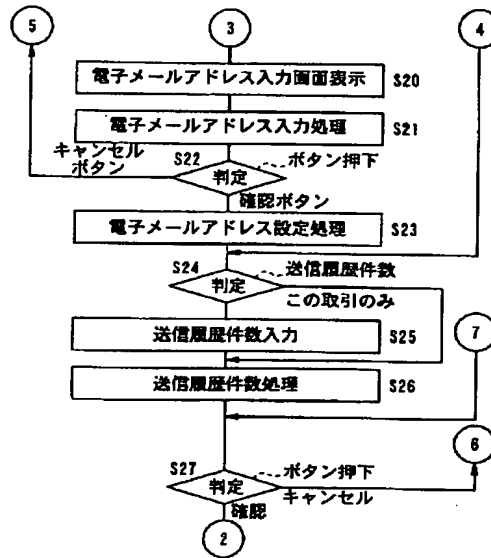 5
3
4
電子メールアドレス入力画面表示 S20
電子メールアドレス入力処理 S21
キャンセル
ボタン
S22
ボタン押下
判定
確認ボタン
電子メールアドレス設定処理 S23
S24
送信履歴件数
判定
この取引のみ
送信履歴件数入力 S25
7
送信履歴件数処理 S26
6
S27
ボタン押下
判定
キャンセル
確認
2